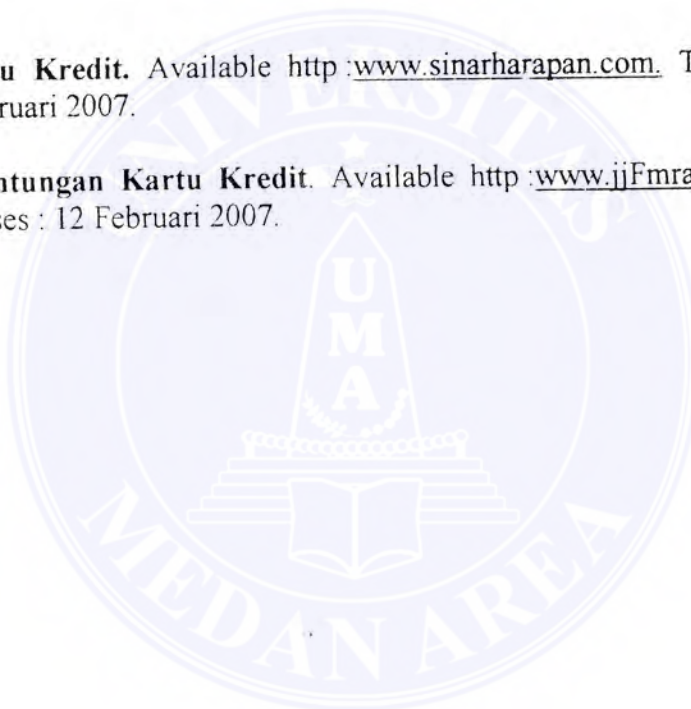 u Kredit. Available http :www.sinarharapan.com. T
ruari 2007.
ntungan Kartu Kredit. Available http :www.jjFmra
ses : 12 Februari 2007.
UNIVERSITAS
UMA
MEDAN AREA